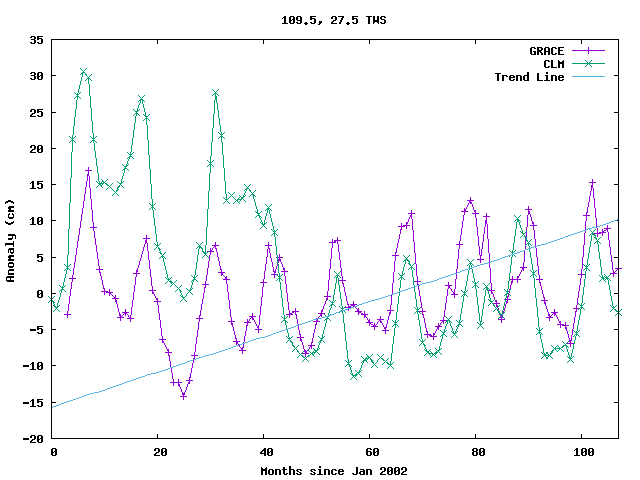 109.5, 27.5 TWS
GRACE
CLM
Trend Line
35
30
25
20
15
10
5
0
-5
-10
-15
-20
Anomaly (cm)
0 20 40 60 80 100
Months since Jan 2002